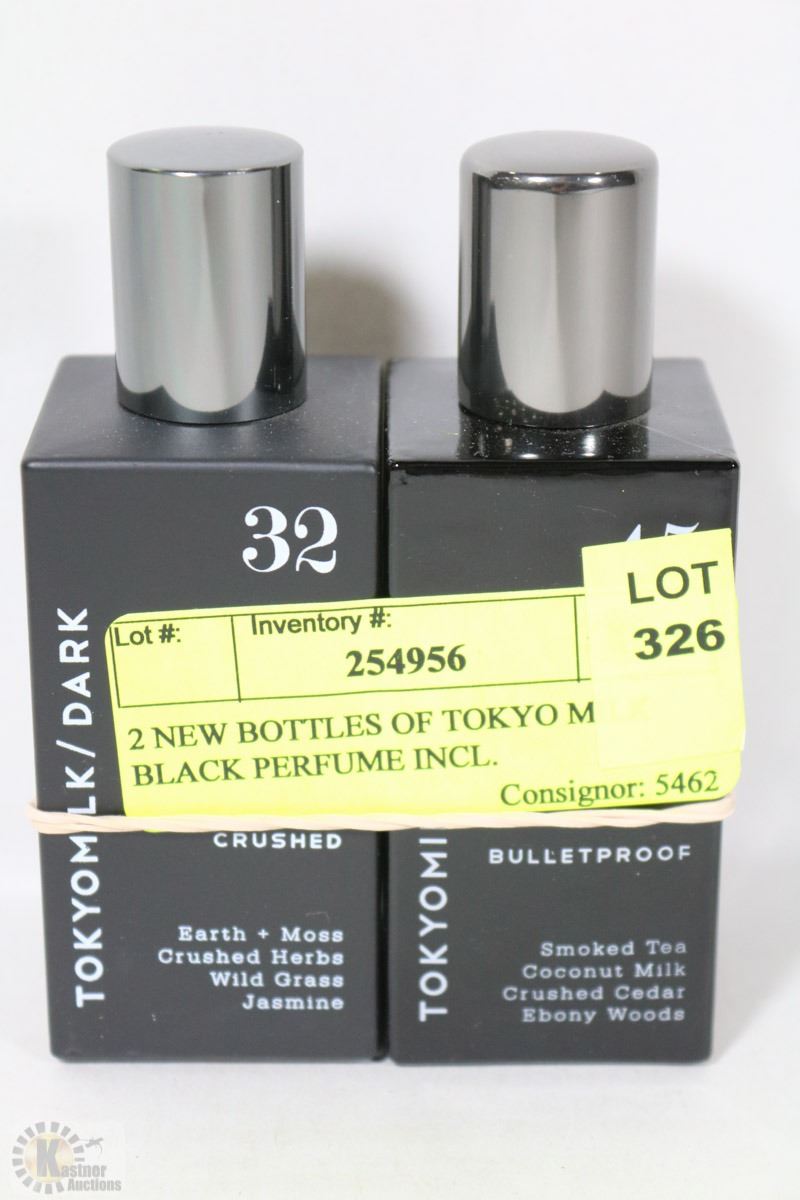 32
TOKYOM LK / DARK
CRUSHED
Earth + Moss
Crushed Herbs
Wild Grass
Jasmine
Lot #:
Inventory #:
254956
2 NEW BOTTLES OF TOKYO M
BLACK PERFUME INCL.
Consignor: 5462
LOT
326
TOKYOMI
BULLETPROOF
Smoked Tea
Coconut Milk
Crushed Cedar
Ebony Woods
Kastner
Auctions